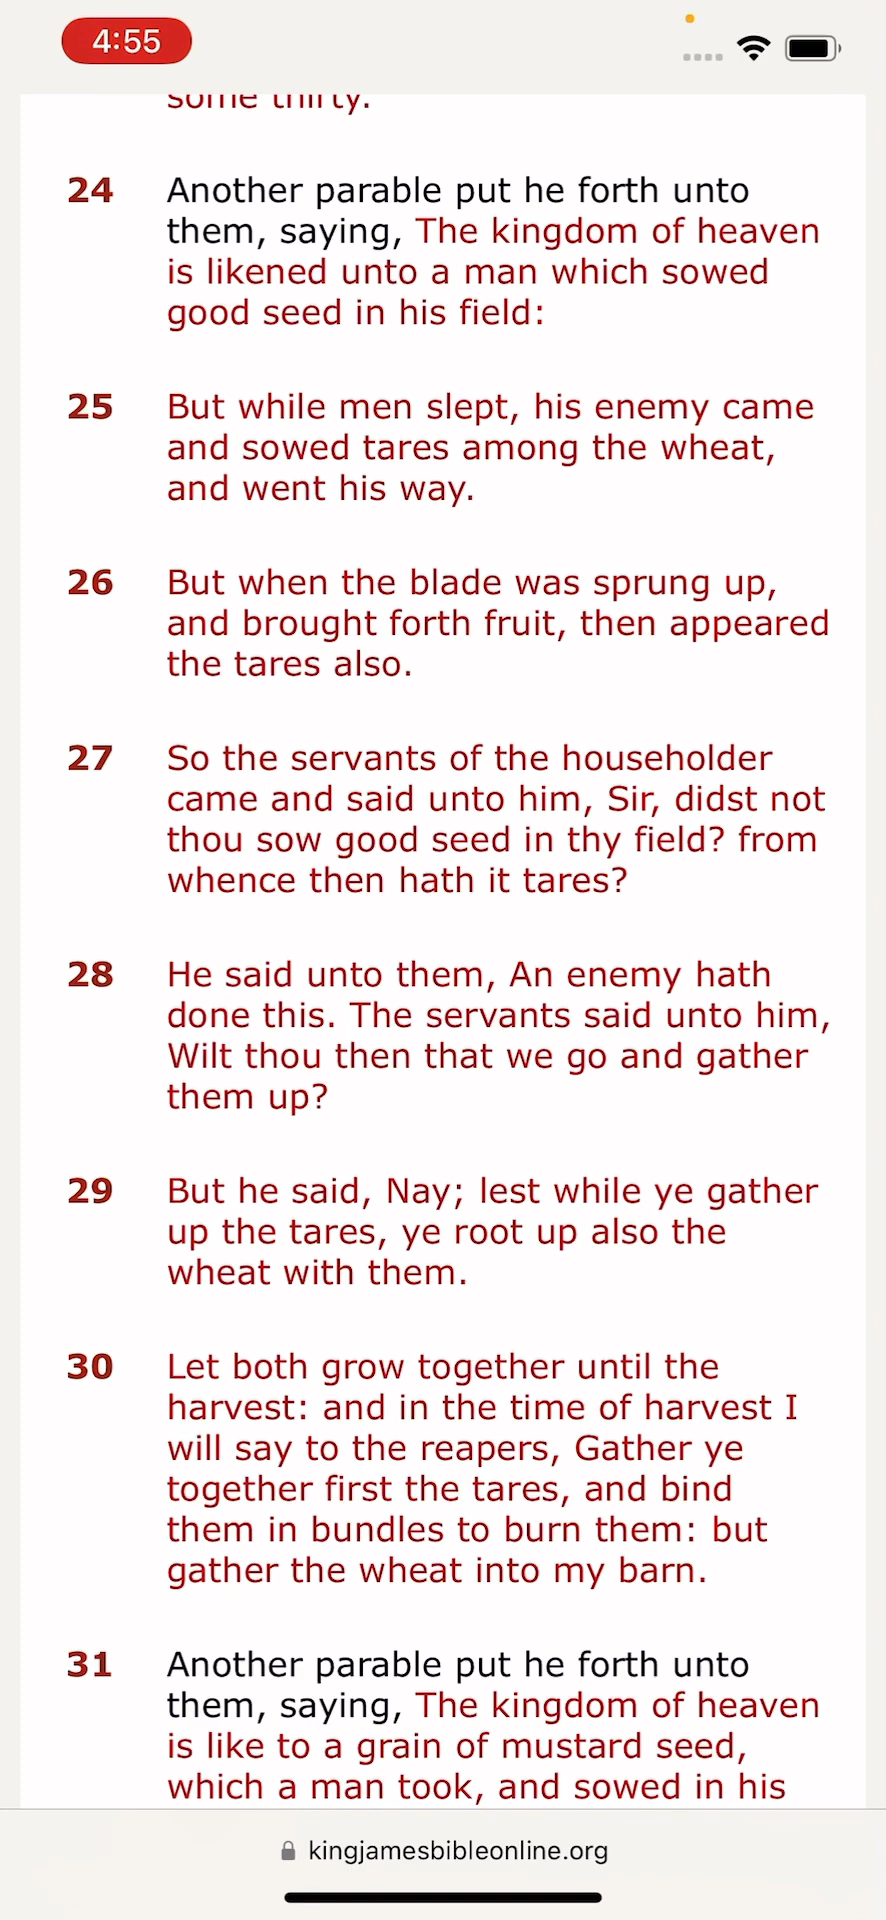 4:55
some thirty.
24 Another parable put he forth unto
them, saying, The kingdom of heaven
is likened unto a man which sowed
good seed in his field:
25 But while men slept, his enemy came
and sowed tares among the wheat,
and went his way.
26 But when the blade was sprung up,
and brought forth fruit, then appeared
the tares also.
27 So the servants of the householder
came and said unto him, Sir, didst not
thou sow good seed in thy field? from
whence then hath it tares?
28 He said unto them, An enemy hath
done this. The servants said unto him,
Wilt thou then that we go and gather
them up?
29 But he said, Nay; lest while ye gather
up the tares, ye root up also the
wheat with them.
30 Let both grow together until the
harvest: and in the time of harvest I
will say to the reapers, Gather ye
together first the tares, and bind
them in bundles to burn them: but
gather the wheat into my barn.
31 Another parable put he forth unto
them, saying, The kingdom of heaven
is like to a grain of mustard seed,
which a man took, and sowed in his
kingjamesbibleonline.org